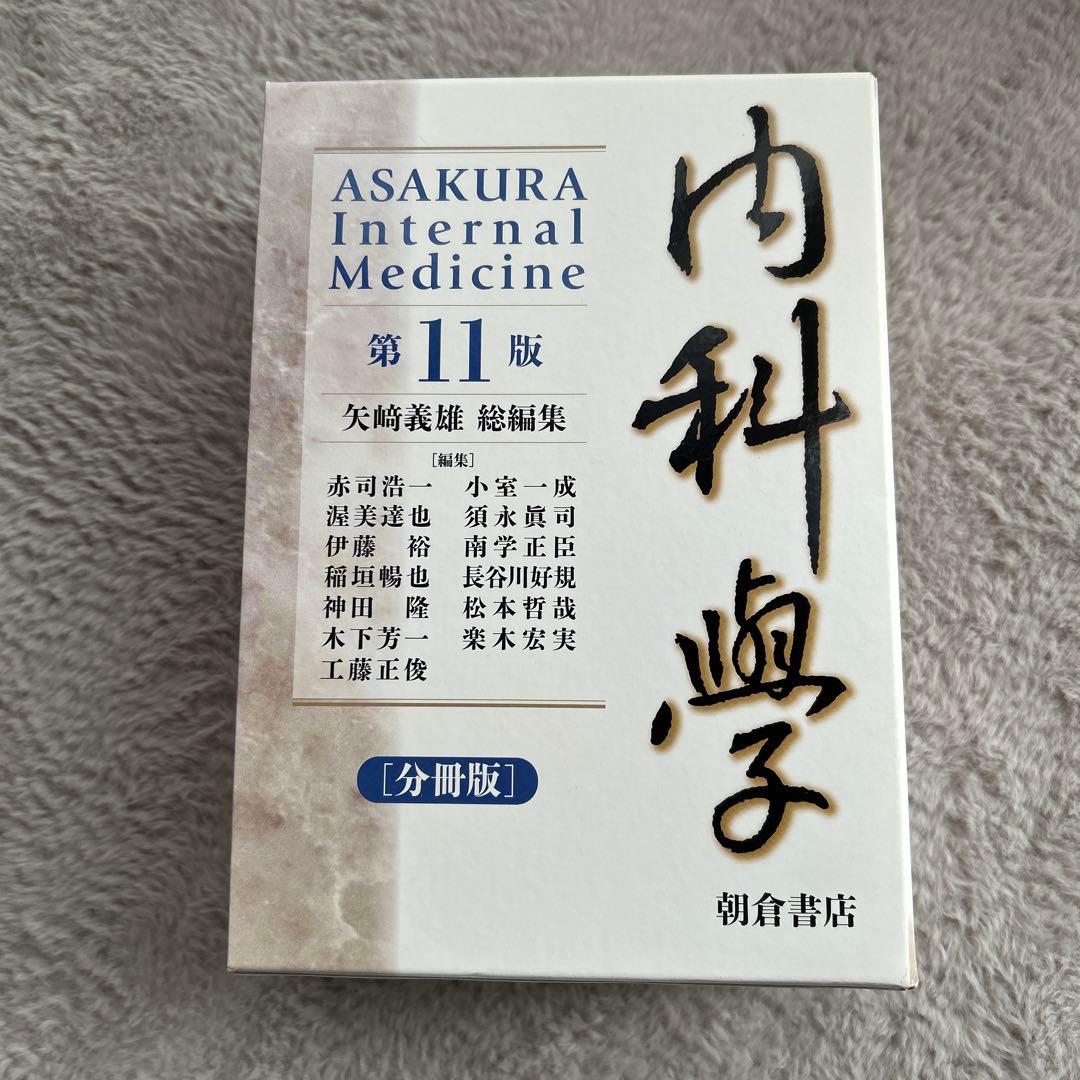 内科學
ASAKURA
Internal
Medicine
第11版
矢﨑義雄 総編集
［編集］
赤司浩一 小室一成
渥美達也 須永眞司
伊藤 裕 南学正臣
稲垣暢也 長谷川好規
神田 隆 松本哲哉
木下芳一 楽木宏実
工藤正俊
［分冊版］
朝倉書店